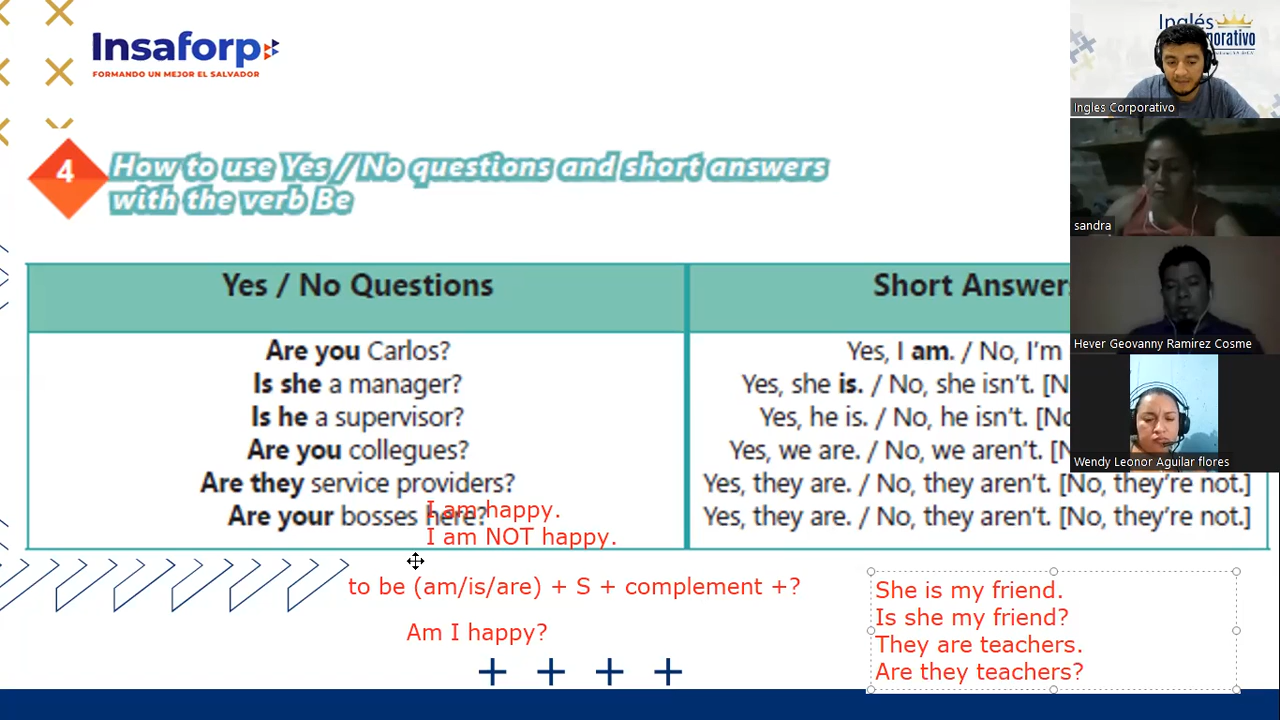 Insaforp
FORMANDO UN MEJOR EL SALVADOR
Inglés
Corporativo
Ingles Corporativo
4
How to use Yes / No questions and short answers
with the verb Be
sandra
Yes / No Questions
Short Answers
Are you Carlos?
Yes, I am. / No, I'm
Is she a manager?
Yes, she is. / No, she isn't. [N
Is he a supervisor?
Yes, he is. / No, he isn't. [No
Are you collegues?
Yes, we are. / No, we aren't. [N
Are they service providers?
Yes, they are. / No, they aren't. [No, they're not.]
Are your bosses here?
Yes, they are. / No, they aren't. [No, they're not.]
Hever Geovanny Ramirez Cosme
Wendy Leonor Aguilar flores
I am happy.
I am NOT happy.
to be (am/is/are) + S + complement +?
Am I happy?
She is my friend.
Is she my friend?
They are teachers.
Are they teachers?